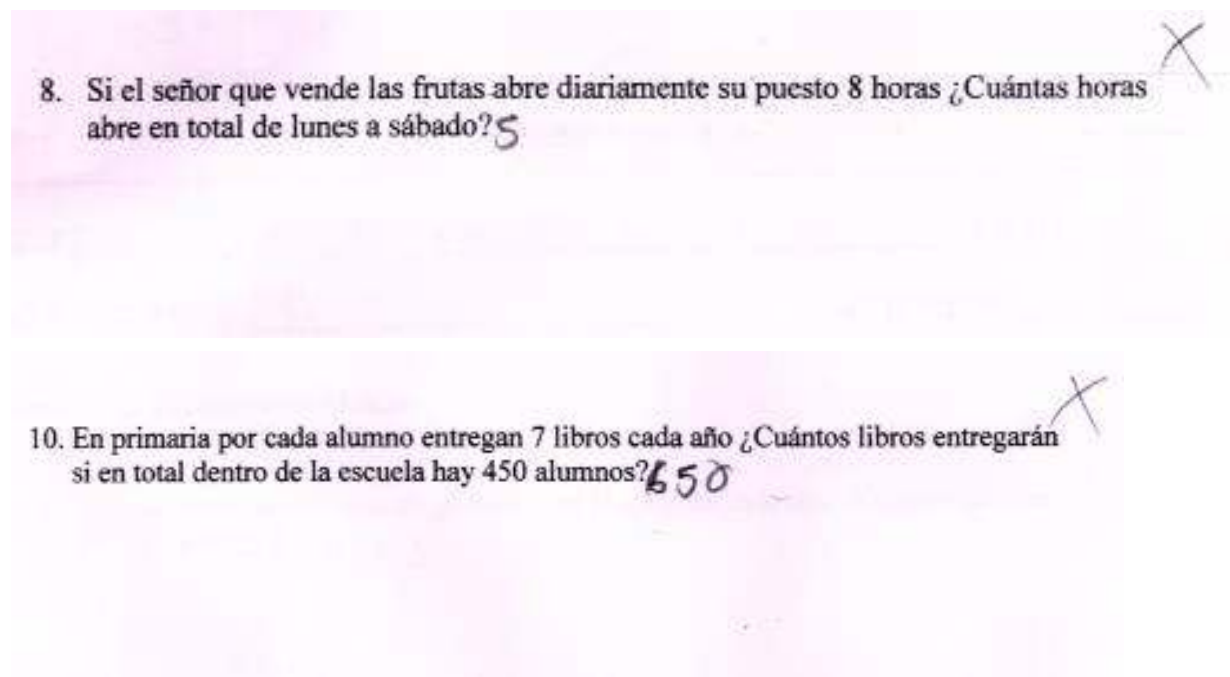 8. Si el señor que vende las frutas abre diariamente su puesto 8 horas ¿Cuántas horas
abre en total de lunes a sábado? 5
10. En primaria por cada alumno entregan 7 libros cada año ¿Cuántos libros entregarán
si en total dentro de la escuela hay 450 alumnos? 650